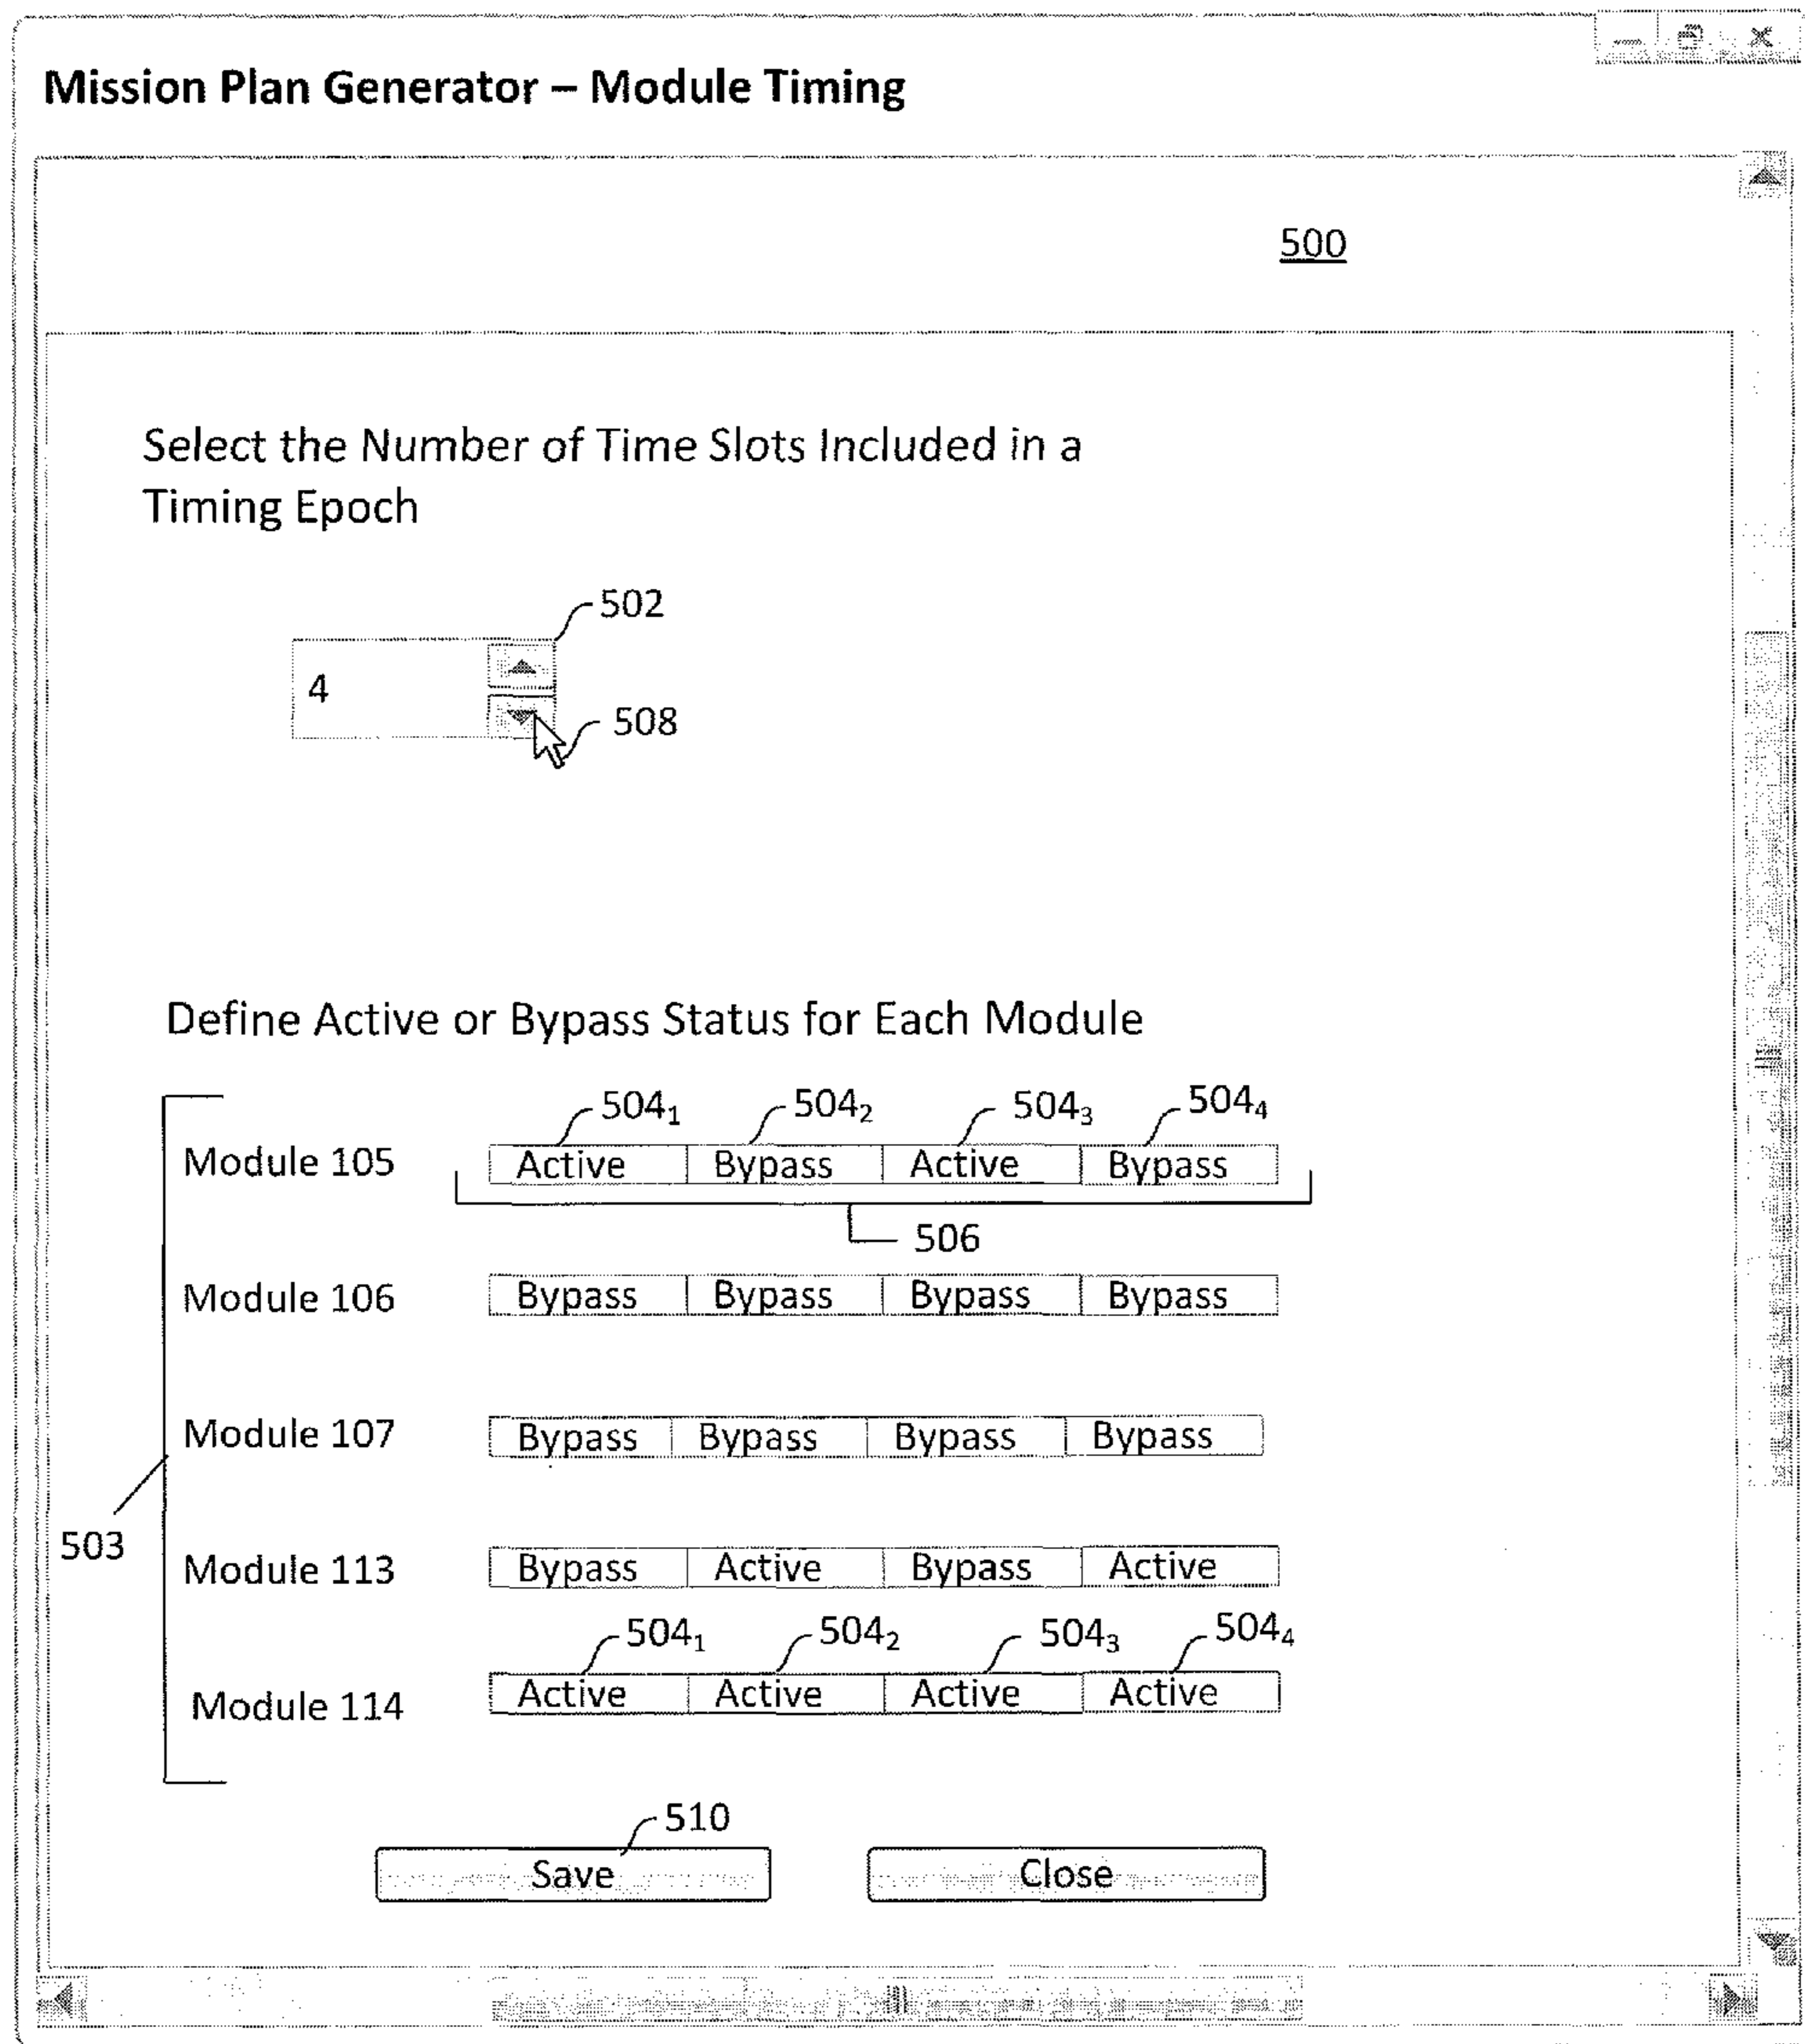 Mission Plan Generator – Module Timing
500
Select the Number of Time Slots Included in a
Timing Epoch
502
4
508
Define Active or Bypass Status for Each Module
504₁ 504₂ 504₃ 504₄
Module 105 Active Bypass Active Bypass
506
Module 106 Bypass Bypass Bypass Bypass
Module 107 Bypass Bypass Bypass Bypass
503
Module 113 Bypass Active Bypass Active
504₁ 504₂ 504₃ 504₄
Module 114 Active Active Active Active
510
Save Close